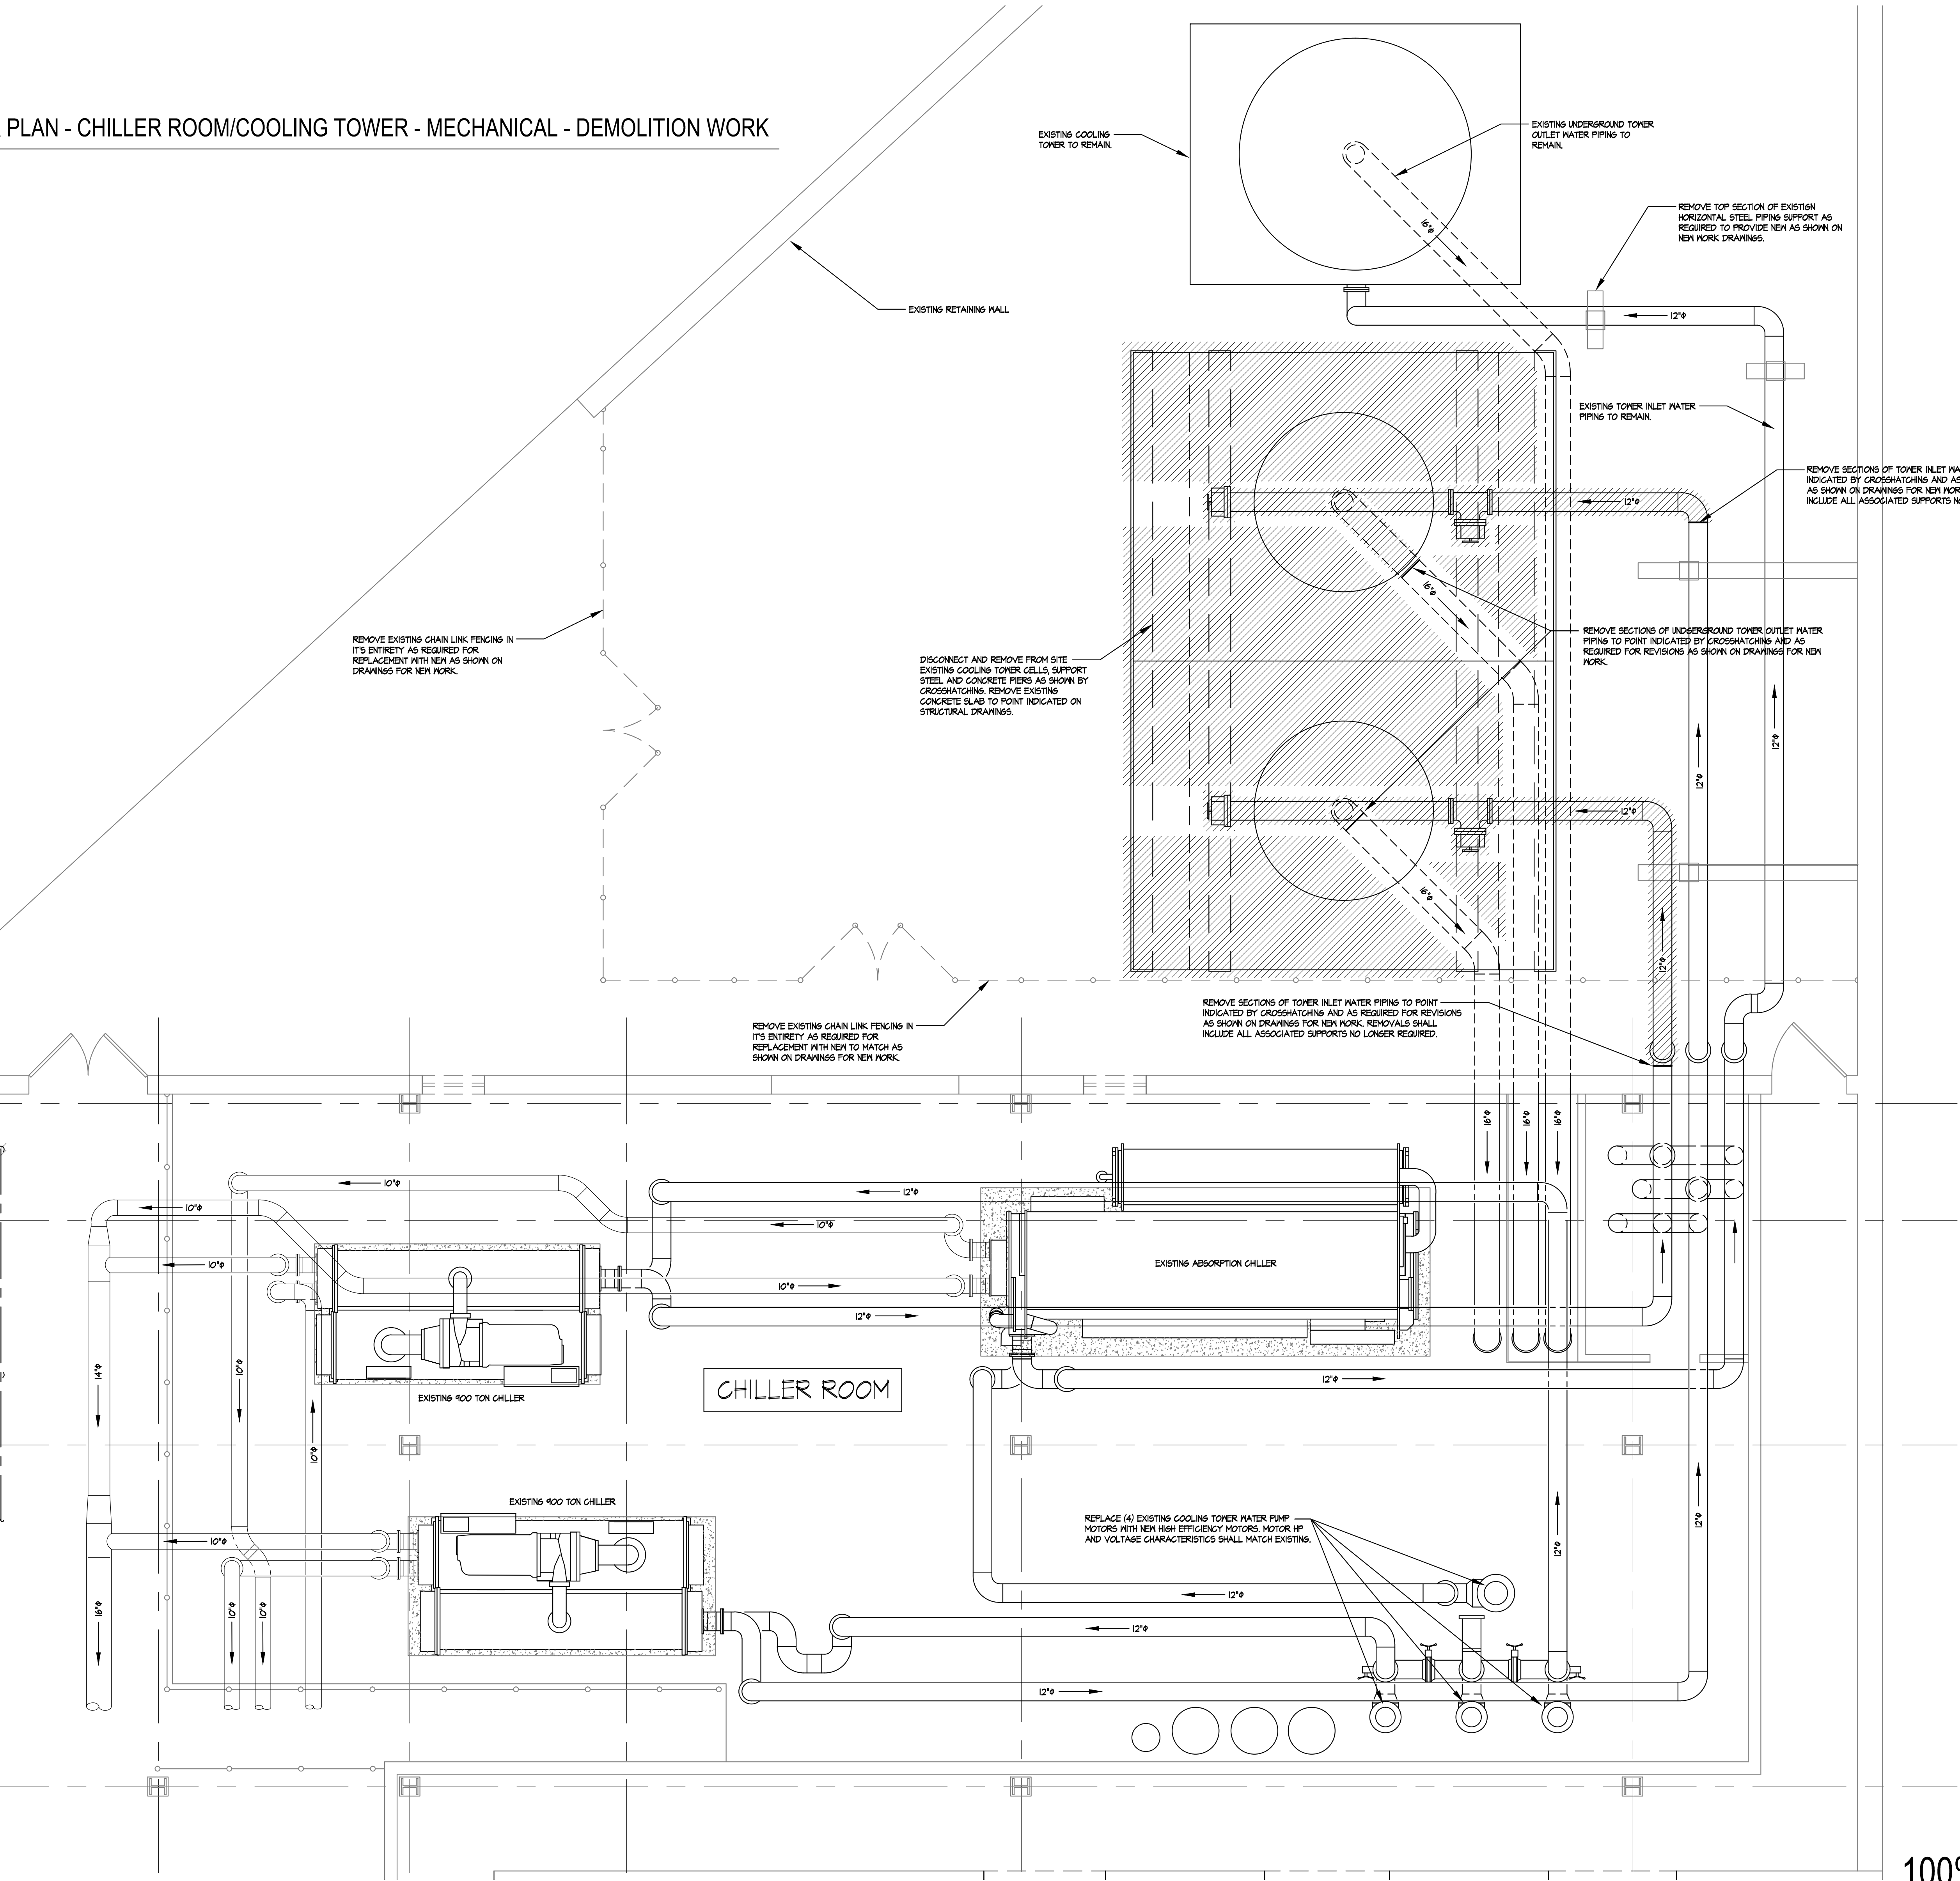 PLAN - CHILLER ROOM/COOLING TOWER - MECHANICAL - DEMOLITION WORK
EXISTING COOLING
TOWER TO REMAIN.
EXISTING UNDERGROUND TOWER
OUTLET WATER PIPING TO
REMAIN.
REMOVE TOP SECTION OF EXISTIGN
HORIZONTAL STEEL PIPING SUPPORT AS
REQUIRED TO PROVIDE NEW AS SHOWN ON
NEW WORK DRAWINGS.
16"ø
EXISTING RETAINING WALL
12"ø
EXISTING TOWER INLET WATER
PIPING TO REMAIN.
REMOVE SECTIONS OF TOWER INLET WA
INDICATED BY CROSSHATCHING AND AS
AS SHOWN ON DRAWINGS FOR NEW WOR
INCLUDE ALL ASSOCIATED SUPPORTS N
12"ø
16"ø
REMOVE EXISTING CHAIN LINK FENCING IN
IT'S ENTIRETY AS REQUIRED FOR
REPLACEMENT WITH NEW AS SHOWN ON
DRAWINGS FOR NEW WORK.
DISCONNECT AND REMOVE FROM SITE
EXISTING COOLING TOWER CELLS, SUPPORT
STEEL AND CONCRETE PIERS AS SHOWN BY
CROSSHATCHING. REMOVE EXISTING
CONCRETE SLAB TO POINT INDICATED ON
STRUCTURAL DRAWINGS.
REMOVE SECTIONS OF UNDGERGROUND TOWER OUTLET WATER
PIPING TO POINT INDICATED BY CROSSHATCHING AND AS
REQUIRED FOR REVISIONS AS SHOWN ON DRAWINGS FOR NEW
WORK.
12"ø
12"ø
12"ø
16"ø
12"ø
REMOVE SECTIONS OF TOWER INLET WATER PIPING TO POINT
INDICATED BY CROSSHATCHING AND AS REQUIRED FOR REVISIONS
AS SHOWN ON DRAWINGS FOR NEW WORK. REMOVALS SHALL
INCLUDE ALL ASSOCIATED SUPPORTS NO LONGER REQUIRED.
REMOVE EXISTING CHAIN LINK FENCING IN
IT'S ENTIRETY AS REQUIRED FOR
REPLACEMENT WITH NEW TO MATCH AS
SHOWN ON DRAWINGS FOR NEW WORK.
16"ø
16"ø
16"ø
10"ø
12"ø
10"ø
10"ø
10"ø
10"ø
12"ø
EXISTING ABSORPTION CHILLER
14"ø
10"ø
10"ø
EXISTING 900 TON CHILLER
CHILLER ROOM
12"ø
EXISTING 900 TON CHILLER
REPLACE (4) EXISTING COOLING TOWER WATER PUMP
MOTORS WITH NEW HIGH EFFICIENCY MOTORS. MOTOR HP
AND VOLTAGE CHARACTERISTICS SHALL MATCH EXISTING.
10"ø
12"ø
12"ø
12"ø
12"ø
16"ø
10"ø
10"ø
12"ø
100%